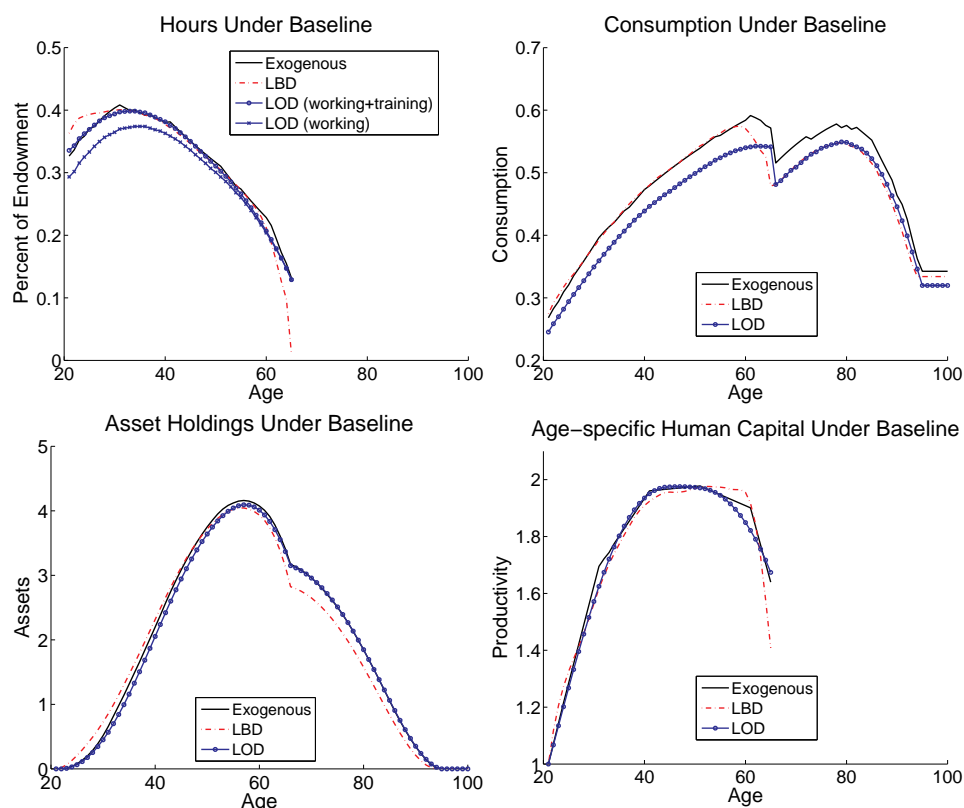 Hours Under Baseline
0.5
0.4
0.3
0.2
0.1
0
Percent of Endowment
Exogenous
LBD
LOD (working+training)
LOD (working)
20
40
60
80
100
Age
Consumption Under Baseline
0.7
0.6
0.5
0.4
0.3
0.2
Consumption
Exogenous
LBD
LOD
20
40
60
80
100
Age
Asset Holdings Under Baseline
5
4
3
2
1
0
Assets
Exogenous
LBD
LOD
20
40
60
80
100
Age
Age−specific Human Capital Under Baseline
2
1.8
1.6
1.4
1.2
1
Productivity
Exogenous
LBD
LOD
20
40
60
80
100
Age